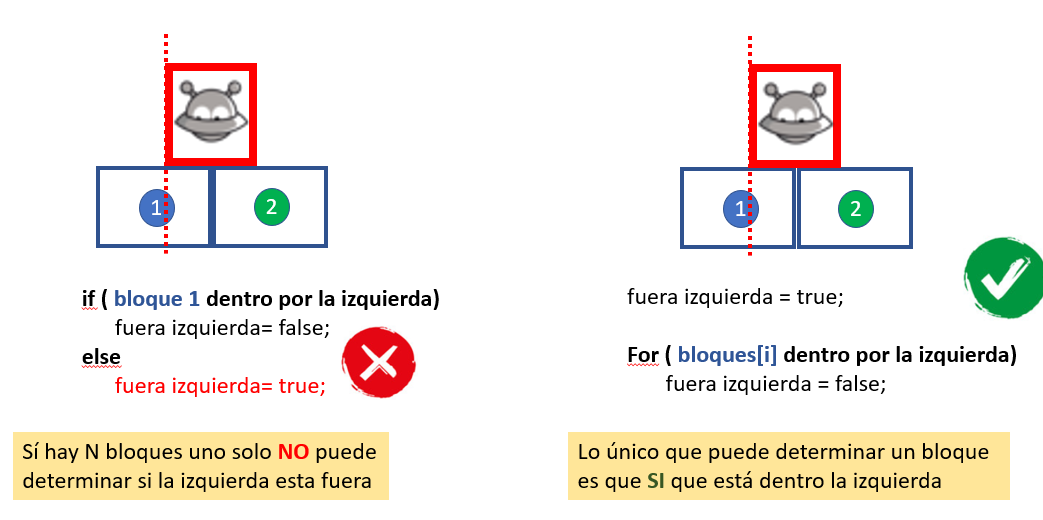 1
2
if ( bloque 1 dentro por la izquierda)
fuera izquierda= false;
else
fuera izquierda= true;
Sí hay N bloques uno solo NO puede
determinar si la izquierda esta fuera
1
2
fuera izquierda = true;
For ( bloques[i] dentro por la izquierda)
fuera izquierda = false;
Lo único que puede determinar un bloque
es que SI que está dentro la izquierda